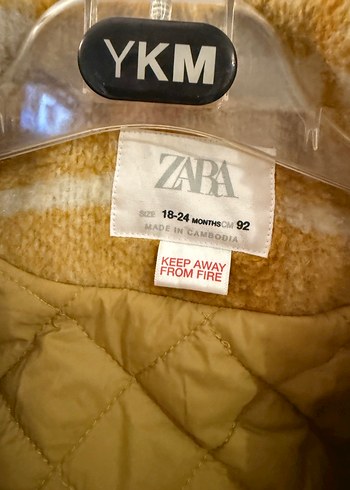 YKM
ZARA
SIZE 18-24 MONTHS CM 92
MADE IN CAMBODIA
KEEP AWAY
FROM FIRE